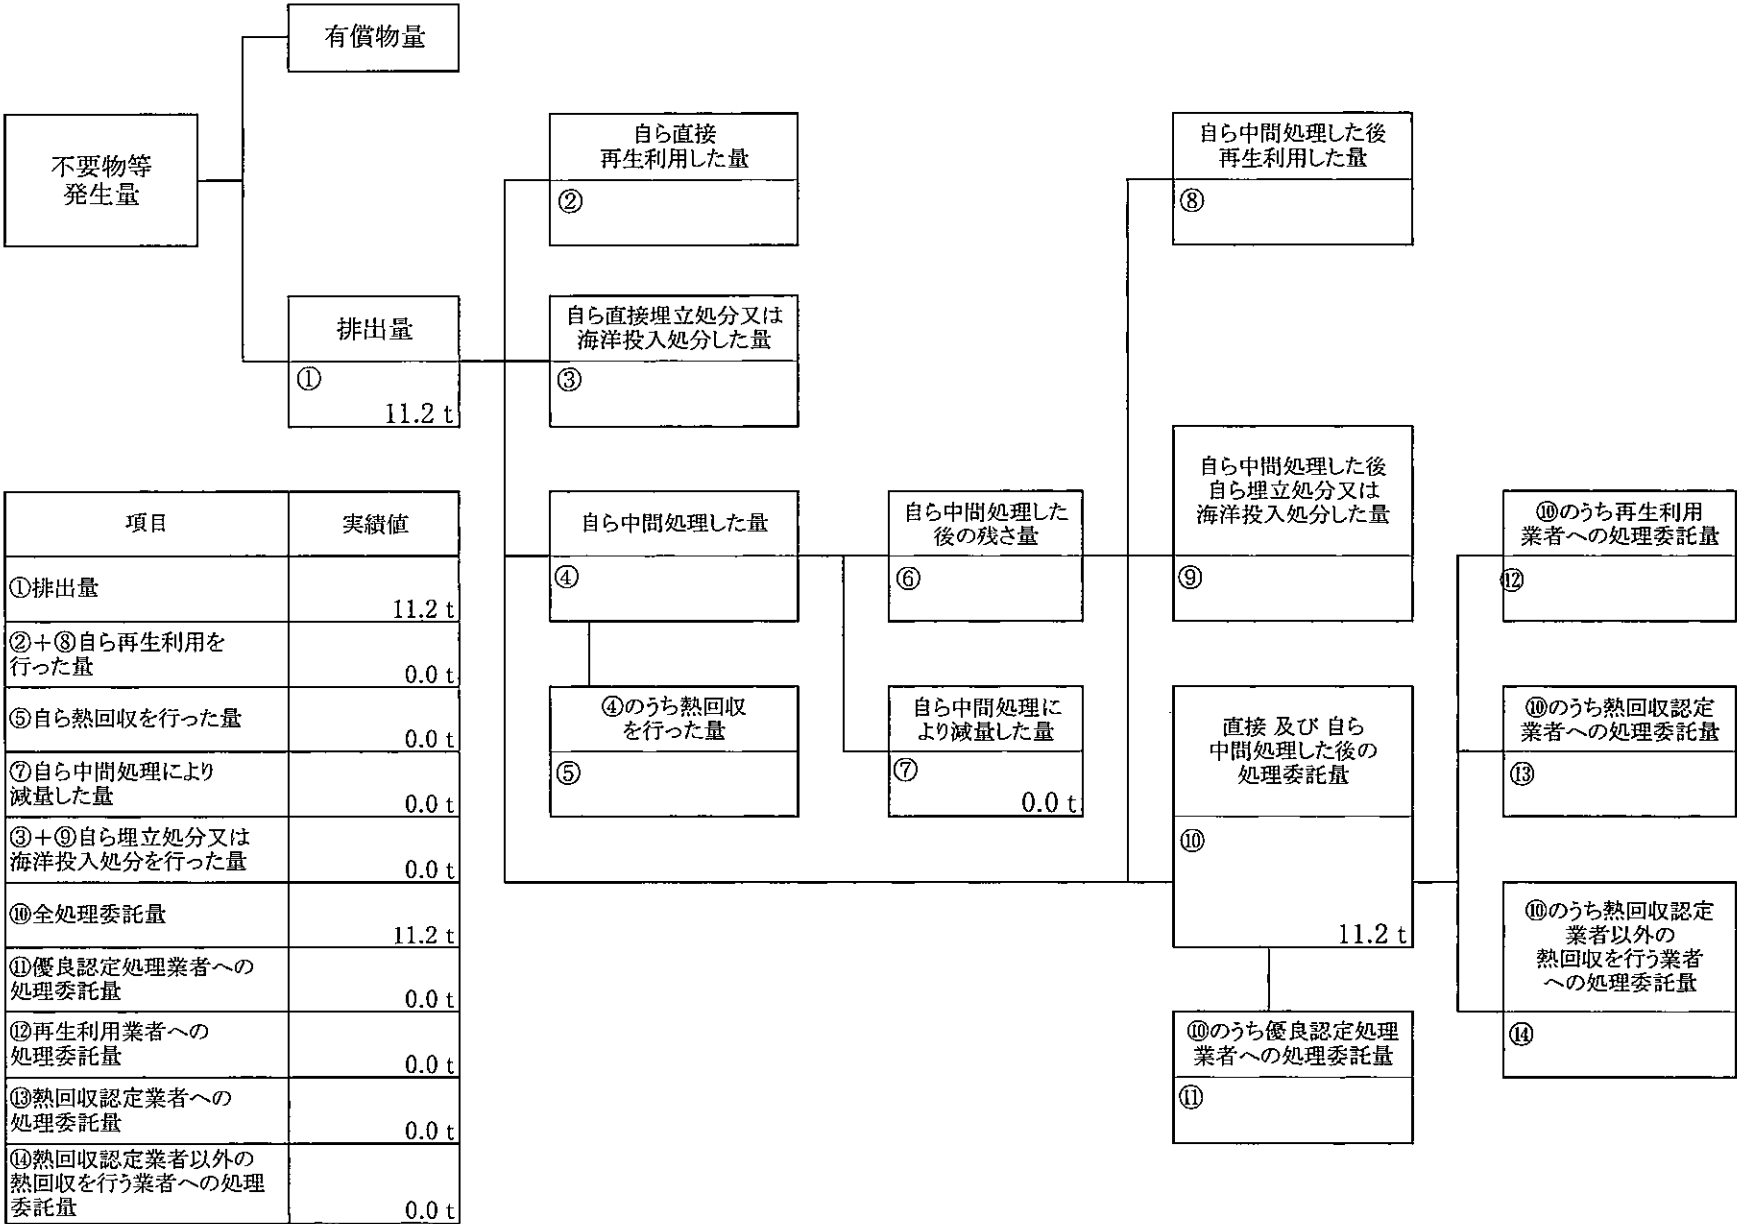 有償物量
不要物等
発生量
自ら直接
再生利用した量
②
自ら中間処理した後
再生利用した量
⑧
排出量
①
11.2 t
自ら直接埋立処分又は
海洋投入処分した量
③
自ら中間処理した量
④
自ら中間処理した
後の残さ量
⑥
自ら中間処理した後
自ら埋立処分又は
海洋投入処分した量
⑨
⑩のうち再生利用
業者への処理委託量
⑫
④のうち熱回収
を行った量
⑤
自ら中間処理に
より減量した量
⑦
0.0 t
直接 及び 自ら
中間処理した後の
処理委託量
⑩
11.2 t
⑩のうち熱回収認定
業者への処理委託量
⑬
⑩のうち熱回収認定
業者以外の
熱回収を行う業者
への処理委託量
⑭
⑩のうち優良認定処理
業者への処理委託量
⑪
項目 実績値
①排出量
11.2 t
②+⑧自ら再生利用を
行った量
0.0 t
⑤自ら熱回収を行った量
0.0 t
⑦自ら中間処理により
減量した量
0.0 t
③+⑨自ら埋立処分又は
海洋投入処分を行った量
0.0 t
⑩全処理委託量
11.2 t
⑪優良認定処理業者への
処理委託量
0.0 t
⑫再生利用業者への
処理委託量
0.0 t
⑬熱回収認定業者への
処理委託量
0.0 t
⑭熱回収認定業者以外の
熱回収を行う業者への処理
委託量
0.0 t